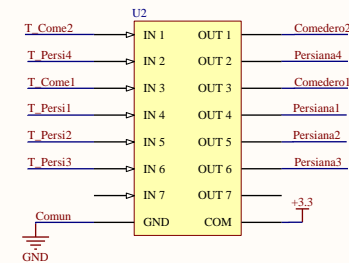 U2
T_Come2 IN 1 OUT 1 Comedero2
T_Persi4 IN 2 OUT 2 Persiana4
T_Come1 IN 3 OUT 3 Comedero1
T_Persi1 IN 4 OUT 4 Persiana1
T_Persi2 IN 5 OUT 5 Persiana2
T_Persi3 IN 6 OUT 6 Persiana3
IN 7 OUT 7
Comun GND COM +3.3
GND